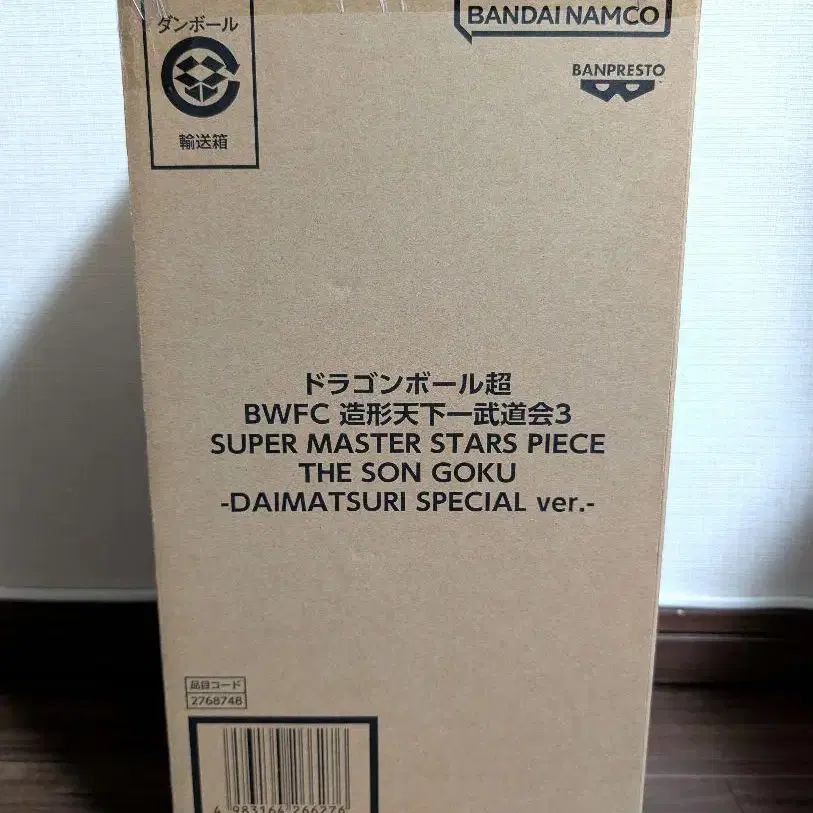 ダンボール
輸送箱
BANDAI NAMCO
BANPRESTO
ドラゴンボール超
BWFC 造形天下一武道会3
SUPER MASTER STARS PIECE
THE SON GOKU
-DAIMATSURI SPECIAL ver.-
品目コード
2768748
4 983164 266276